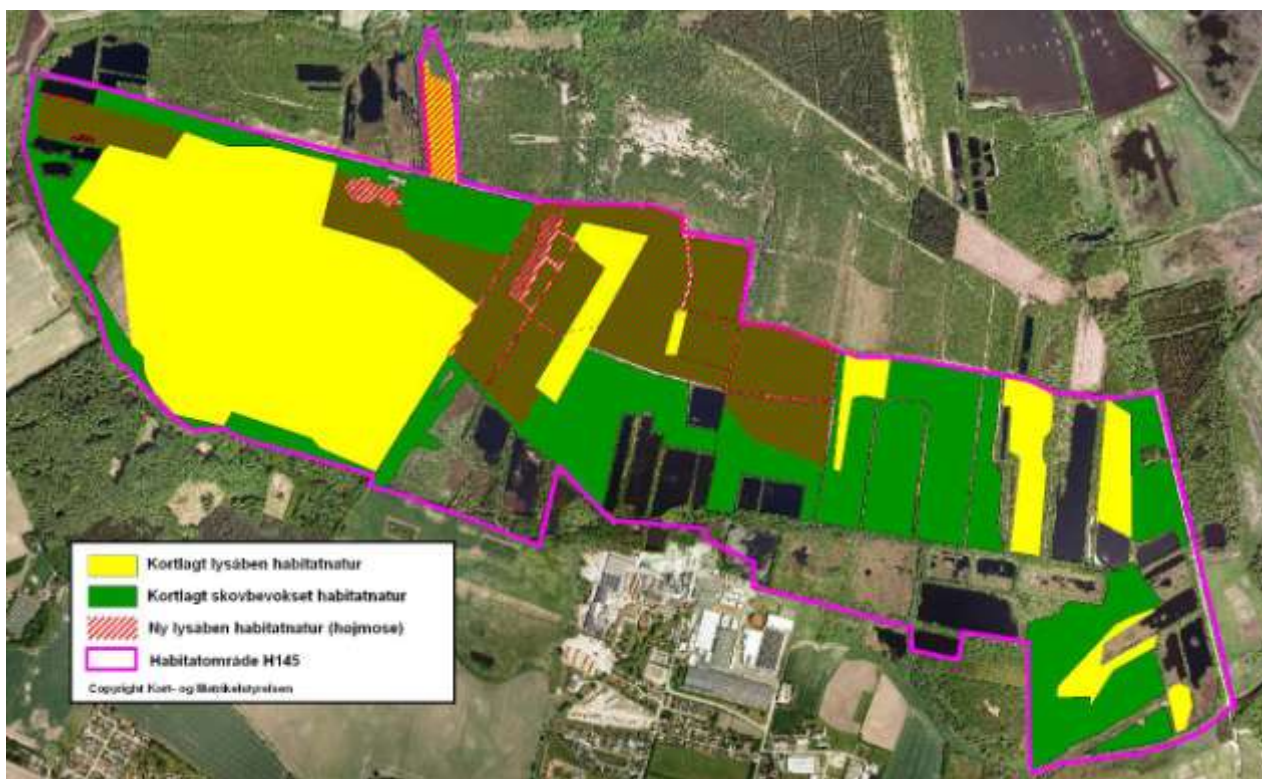 Kortlagt lysåben habitatnatur
Kortlagt skovbevokset habitatnatur
Ny lysåben habitatnatur (højmose)
Habitatområde H145
Copyright Kort- og Matrikelstyrelsen